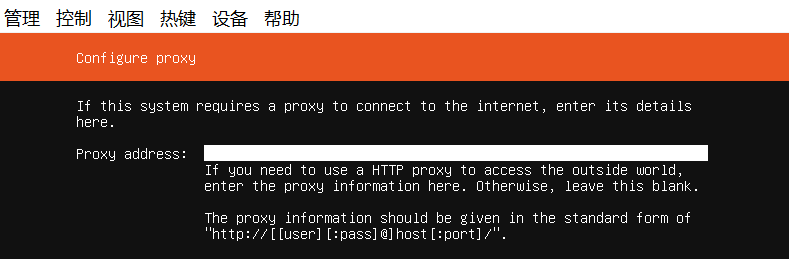 管理 控制 视图 热键 设备 帮助
Configure proxy
If this system requires a proxy to connect to the internet, enter its details
here.
Proxy address:
If you need to use a HTTP proxy to access the outside world,
enter the proxy information here. Otherwise, leave this blank.
The proxy information should be given in the standard form of
"http://[[user][:pass]@]host[:port]/".